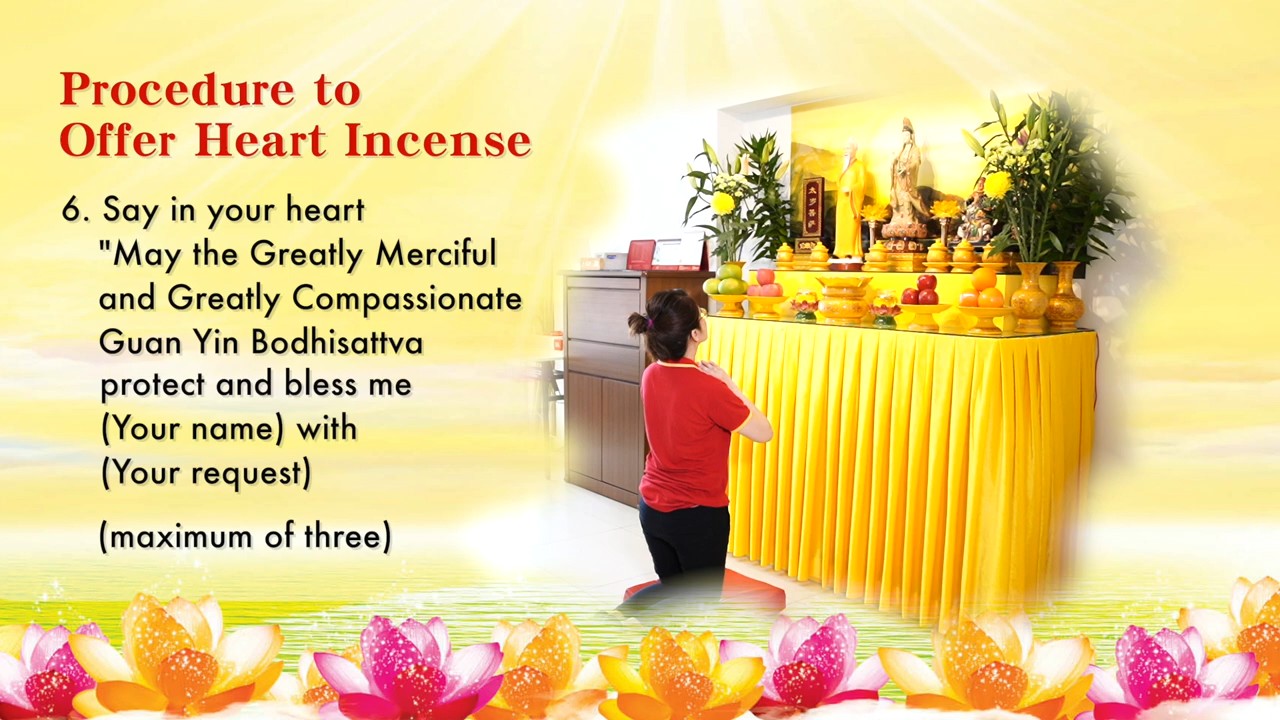 Procedure to
Offer Heart Incense
6. Say in your heart
"May the Greatly Merciful
and Greatly Compassionate
Guan Yin Bodhisattva
protect and bless me
(Your name) with
(Your request)
(maximum of three)